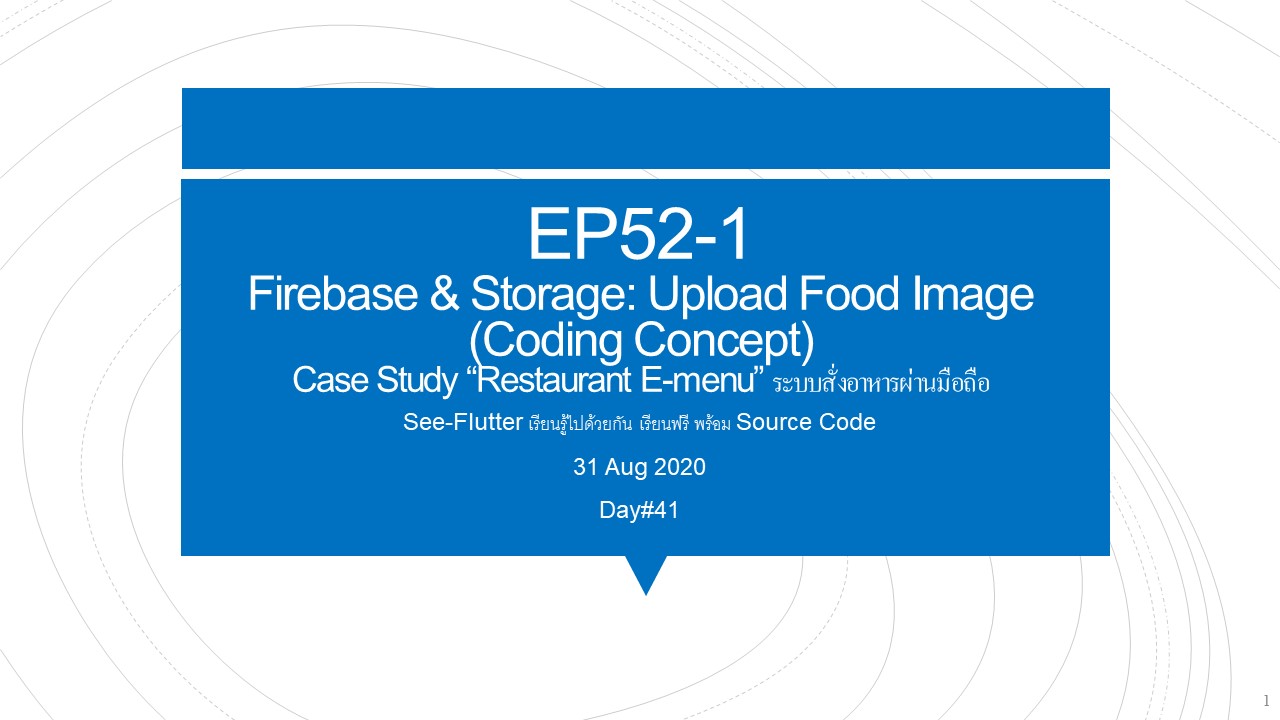 EP52-1
Firebase & Storage: Upload Food Image
(Coding Concept)
Case Study “Restaurant E-menu” ระบบสั่งอาหารผ่านมือถือ
See-Flutter เรียนรู้ไปด้วยกัน เรียนฟรี พร้อม Source Code
31 Aug 2020
Day#41
1